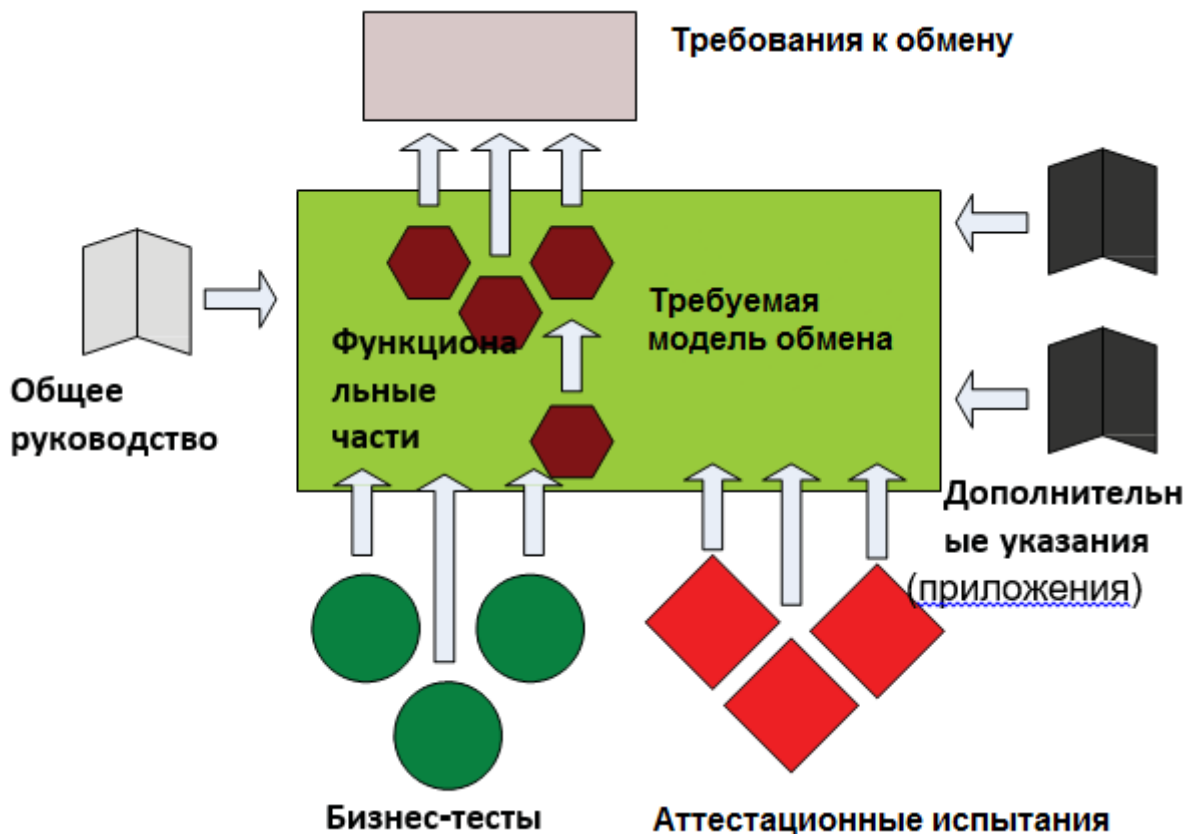 Требования к обмену
Требуемая
модель обмена
Функциона
льные
части
Общее
руководство
Дополнительн
ые указания
(приложения)
Бизнес-тесты
Аттестационные испытания